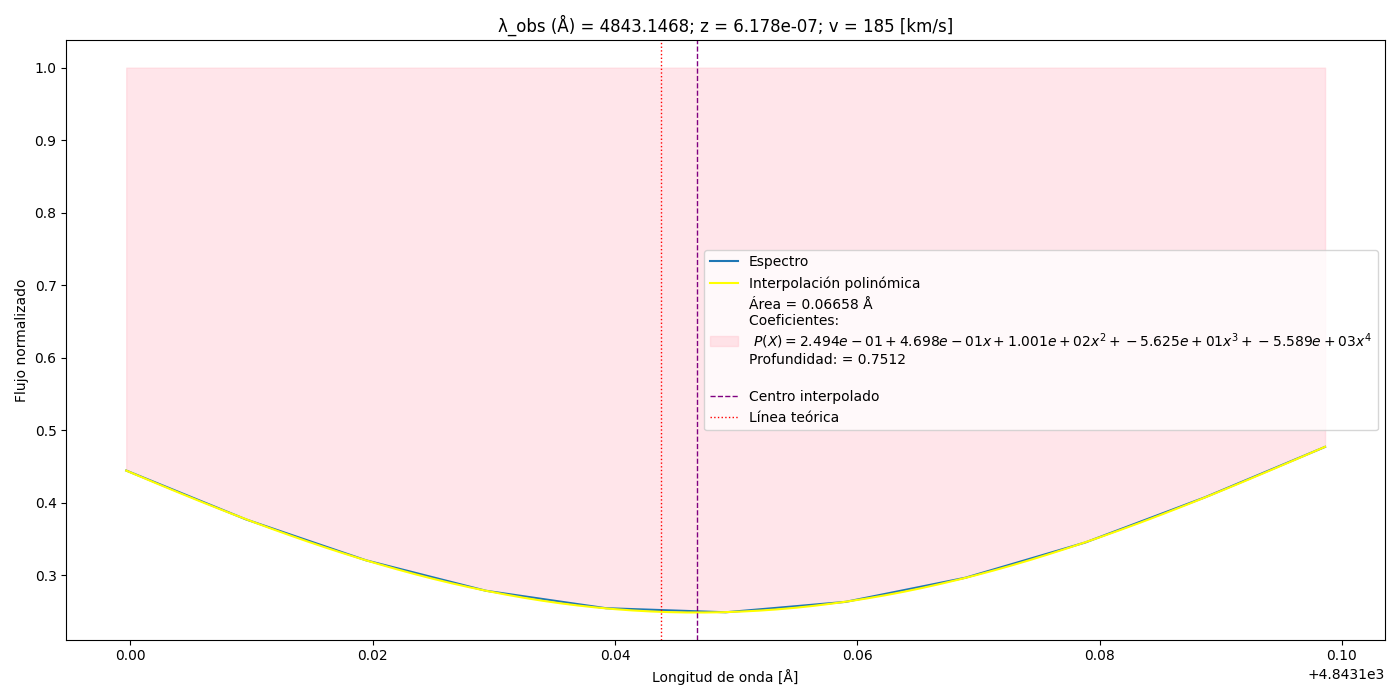 λ_obs (Å) = 4843.1468; z = 6.178e-07; v = 185 [km/s]
Flujo normalizado
1.0
0.9
0.8
0.7
0.6
0.5
0.4
0.3
Espectro
Interpolación polinómica
Área = 0.06658 Å
Coeficientes:
P(X) = 2.494e − 01 + 4.698e − 01x + 1.001e + 02x² + − 5.625e + 01x³ + − 5.589e + 03x⁴
Profundidad: = 0.7512
Centro interpolado
Línea teórica
0.00 0.02 0.04 0.06 0.08 0.10
+4.8431e3
Longitud de onda [Å]